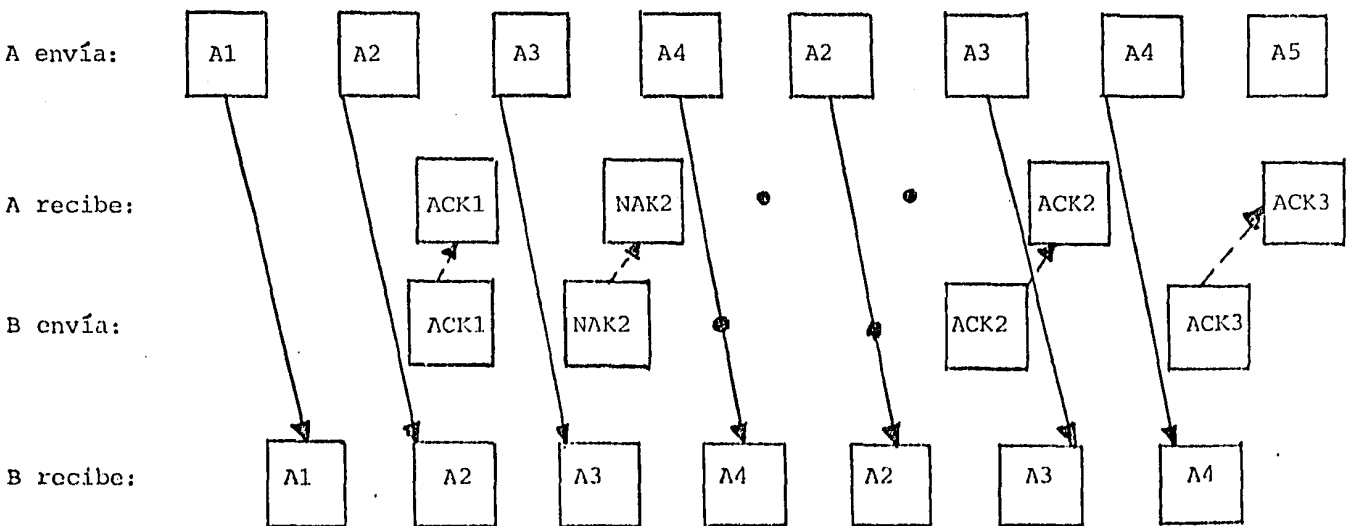 A envía: A1 A2 A3 A4 A2 A3 A4 A5
A recibe: ACK1 NAK2 ACK2 ACK3
B envía: ACK1 NAK2 ACK2 ACK3
B recibe: A1 A2 A3 A4 A2 A3 A4